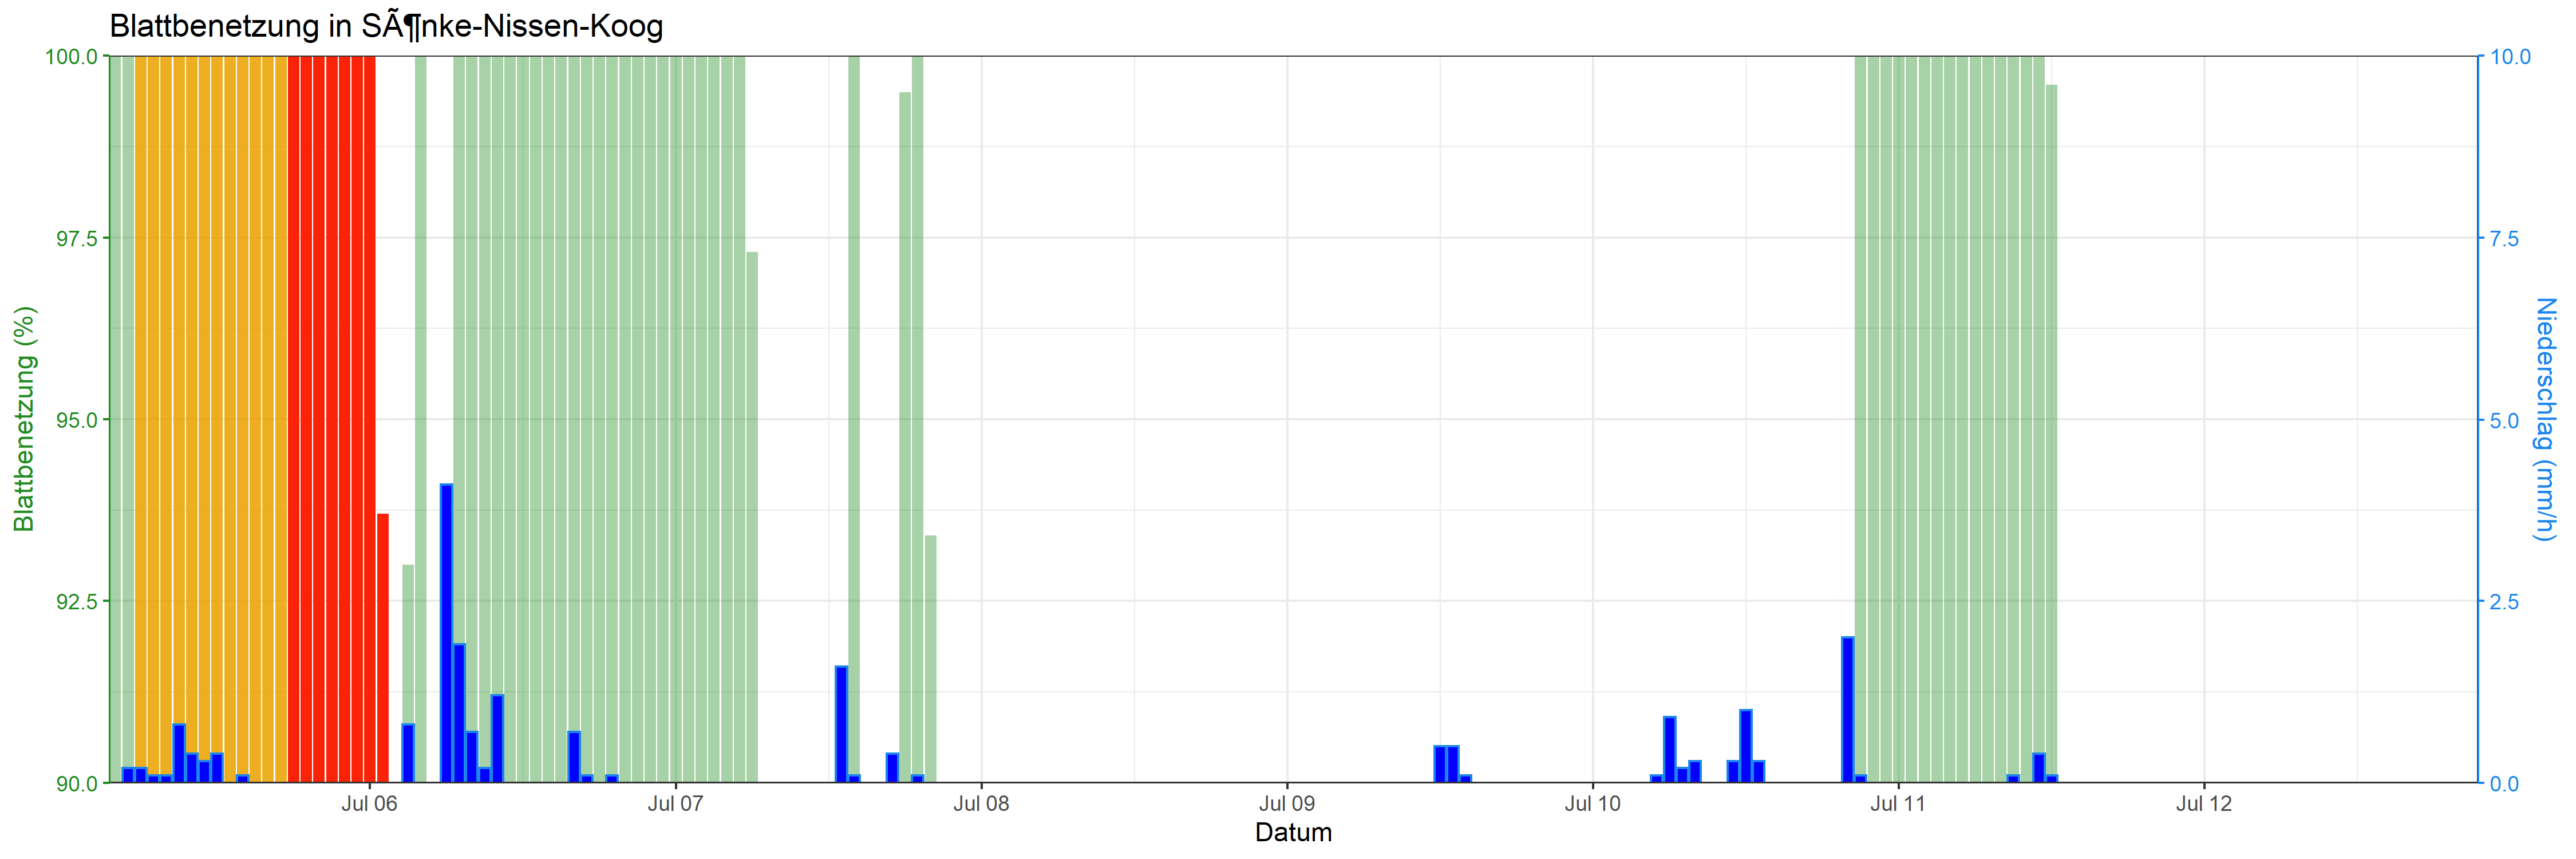 Blattbenetzung in SÃ¶nke-Nissen-Koog
100.0
97.5
95.0
92.5
90.0
Blattbenetzung (%)
10.0
7.5
5.0
2.5
0.0
Niederschlag (mm/h)
Jul 06 Jul 07 Jul 08 Jul 09 Jul 10 Jul 11 Jul 12
Datum